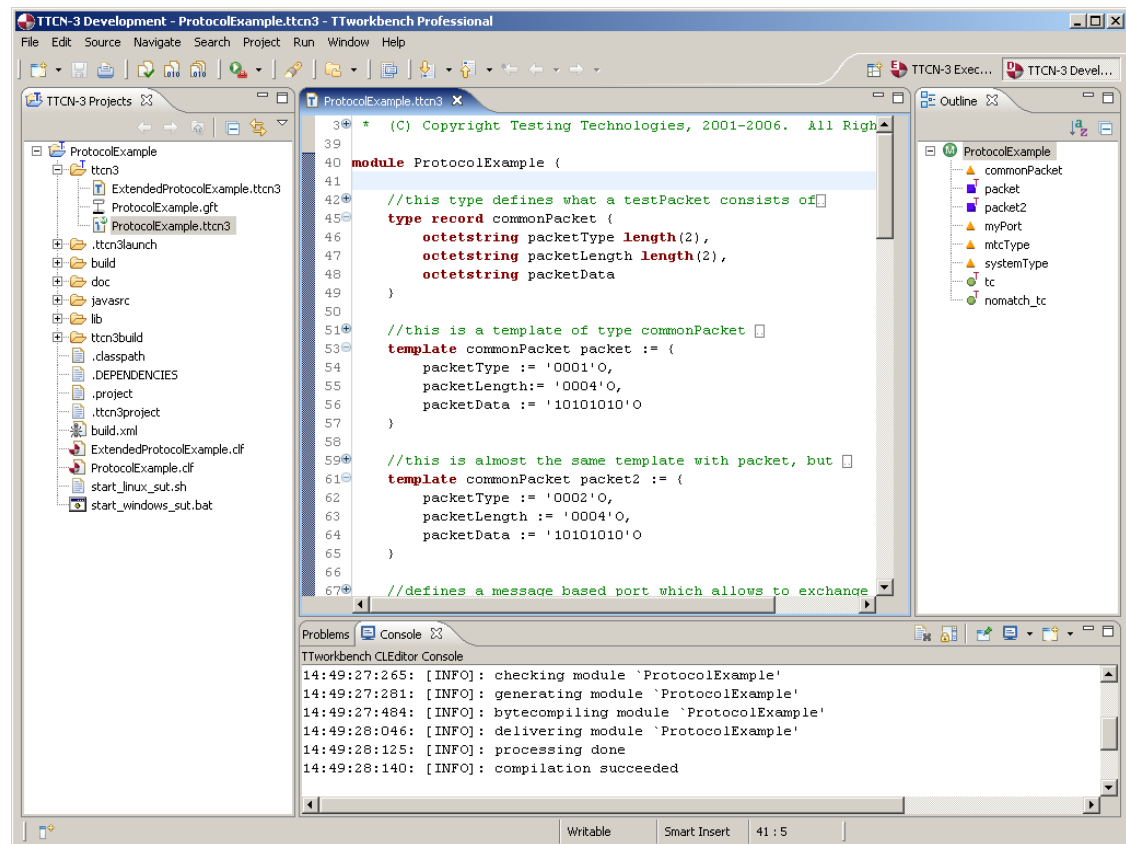 TTCN-3 Development - ProtocolExample.ttcn3 - TTworkbench Professional
File Edit Source Navigate Search Project Run Window Help
TTCN-3 Exec... TTCN-3 Devel...
TTCN-3 Projects
ProtocolExample
ttcn3
ExtendedProtocolExample.ttcn3
ProtocolExample.gft
ProtocolExample.ttcn3
.ttcn3launch
build
doc
javasrc
lib
ttcn3build
.classpath
.DEPENDENCIES
.project
.ttcn3project
build.xml
ExtendedProtocolExample.clf
ProtocolExample.clf
start_linux_sut.sh
start_windows_sut.bat
ProtocolExample.ttcn3
3 * (C) Copyright Testing Technologies, 2001-2006. All Righ
39
40 module ProtocolExample {
41
42 //this type defines what a testPacket consists of
45 type record commonPacket {
46 octetstring packetType length(2),
47 octetstring packetLength length(2),
48 octetstring packetData
49 }
50
51 //this is a template of type commonPacket
53 template commonPacket packet := {
54 packetType := '0001'O,
55 packetLength:= '0004'O,
56 packetData := '10101010'O
57 }
58
59 //this is almost the same template with packet, but
61 template commonPacket packet2 := {
62 packetType := '0002'O,
63 packetLength := '0004'O,
64 packetData := '10101010'O
65 }
66
67 //defines a message based port which allows to exchange
Outline
ProtocolExample
commonPacket
packet
packet2
myPort
mtcType
systemType
tc
nomatch_tc
Problems Console
TTworkbench CLEditor Console
14:49:27:265: [INFO]: checking module `ProtocolExample'
14:49:27:281: [INFO]: generating module `ProtocolExample'
14:49:27:484: [INFO]: bytecompiling module `ProtocolExample'
14:49:28:046: [INFO]: delivering module `ProtocolExample'
14:49:28:125: [INFO]: processing done
14:49:28:140: [INFO]: compilation succeeded
Writable Smart Insert 41 : 5